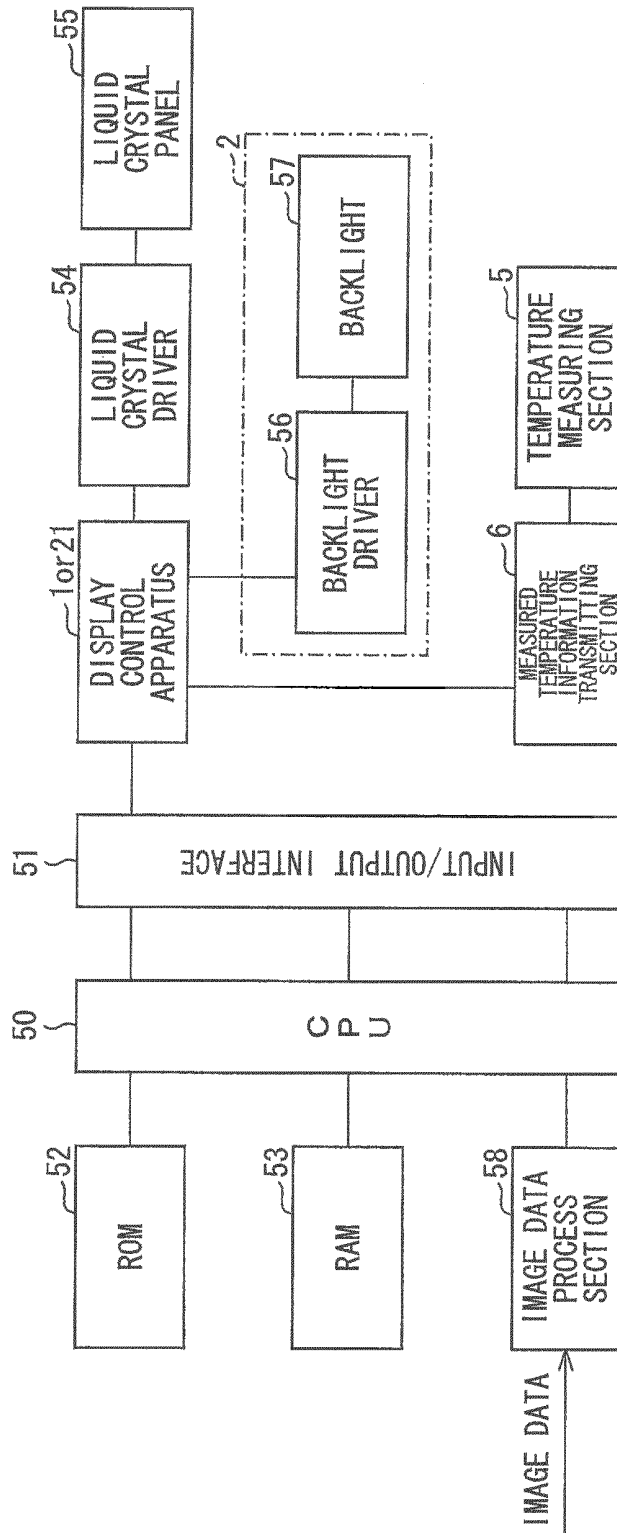 IMAGE DATA
52
ROM
53
RAM
58
IMAGE DATA
PROCESS
SECTION
50
CPU
51
INPUT/OUTPUT INTERFACE
1or21
DISPLAY
CONTROL
APPARATUS
54
LIQUID
CRYSTAL
DRIVER
55
LIQUID
CRYSTAL
PANEL
2
56
BACKLIGHT
DRIVER
57
BACKLIGHT
6
MEASURED
TEMPERATURE
INFORMATION
TRANSMITTING
SECTION
5
TEMPERATURE
MEASURING
SECTION